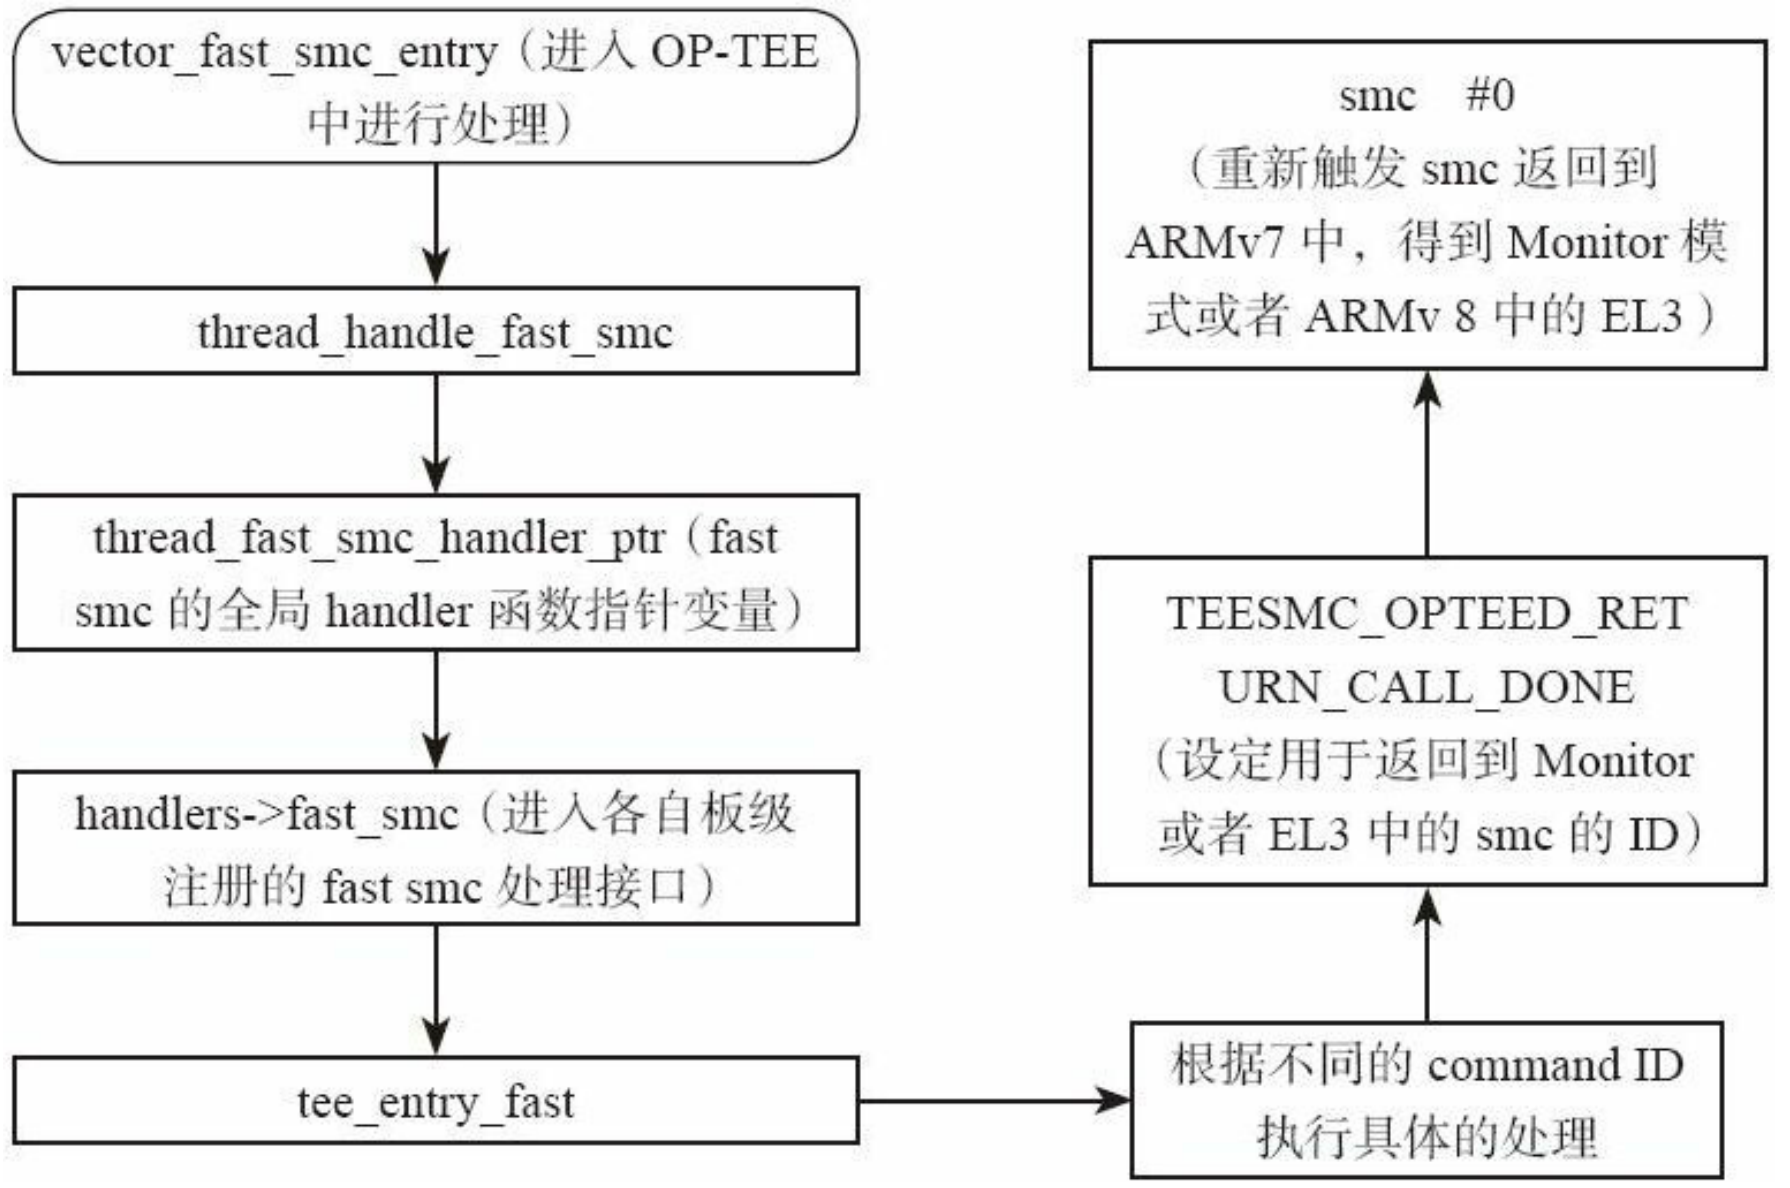 vector_fast_smc_entry（进入 OP-TEE
中进行处理）
thread_handle_fast_smc
thread_fast_smc_handler_ptr（fast
smc 的全局 handler 函数指针变量）
handlers->fast_smc（进入各自板级
注册的 fast smc 处理接口）
tee_entry_fast
根据不同的 command ID
执行具体的处理
TEESMC_OPTEED_RET
URN_CALL_DONE
（设定用于返回到 Monitor
或者 EL3 中的 smc 的 ID）
smc #0
（重新触发 smc 返回到
ARMv7 中，得到 Monitor 模
式或者 ARMv 8 中的 EL3）